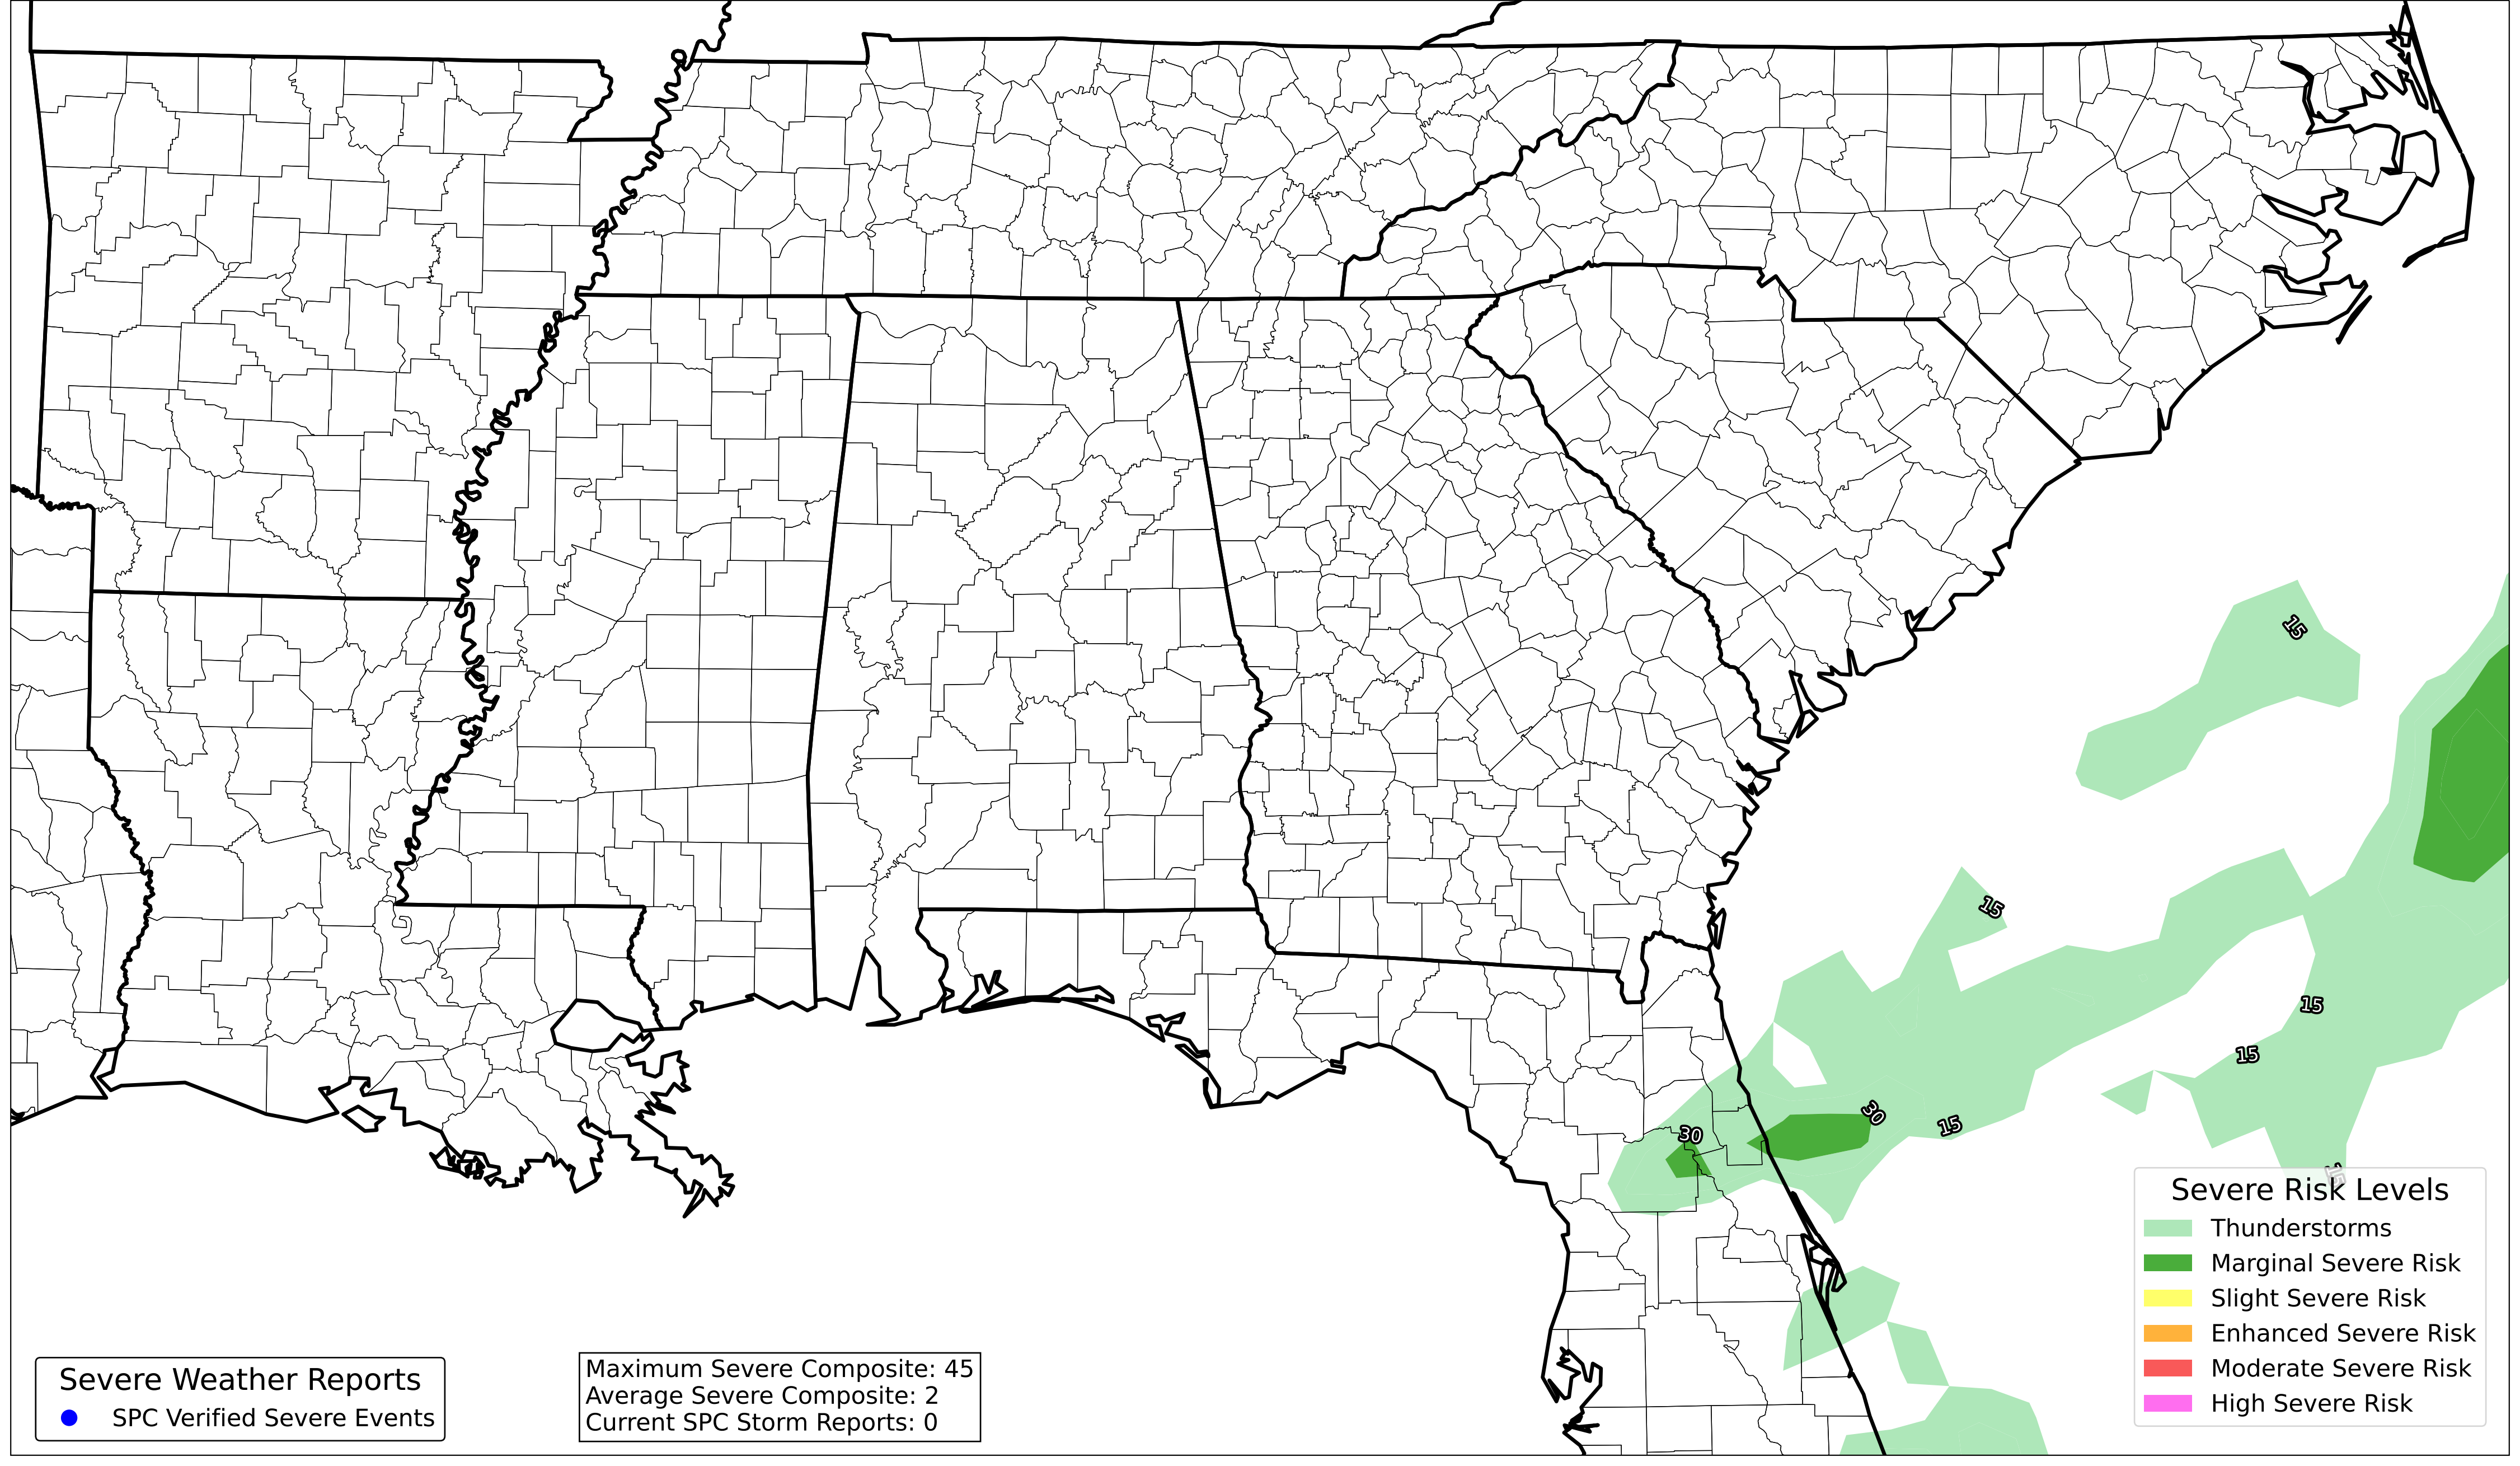 15
15
15
15
30
15
30
15
Severe Risk Levels
Thunderstorms
Marginal Severe Risk
Slight Severe Risk
Enhanced Severe Risk
Moderate Severe Risk
High Severe Risk
Severe Weather Reports
SPC Verified Severe Events
Maximum Severe Composite: 45
Average Severe Composite: 2
Current SPC Storm Reports: 0